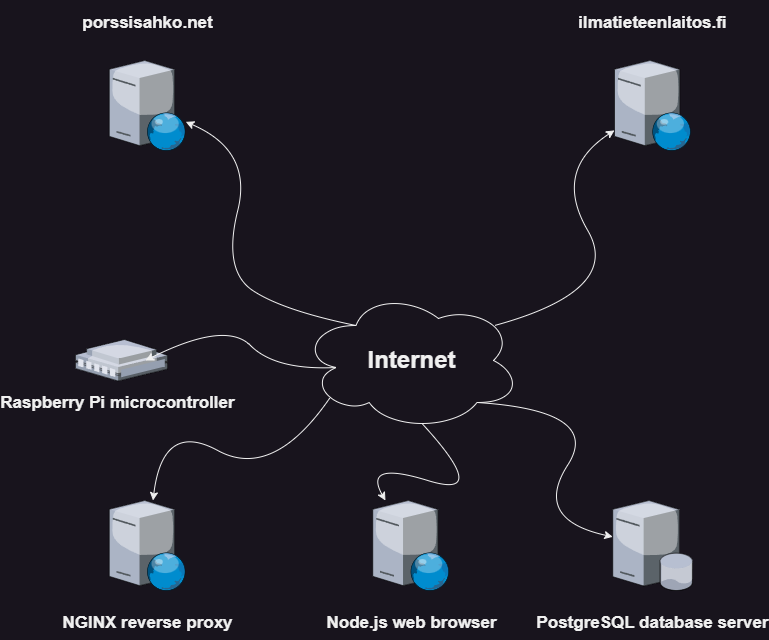 porssisahko.net
ilmatieteenlaitos.fi
Internet
Raspberry Pi microcontroller
NGINX reverse proxy
Node.js web browser
PostgreSQL database server